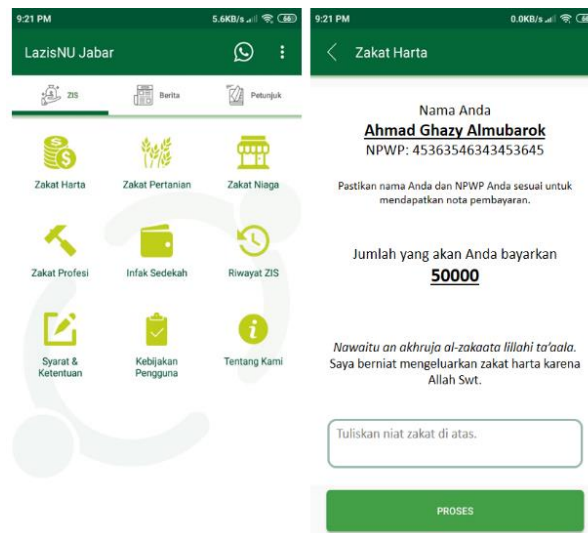 9:21 PM
5.6KB/s
66
LazisNU Jabar
ZIS
Berita
Petunjuk
Zakat Harta
Zakat Pertanian
Zakat Niaga
Zakat Profesi
Infak Sedekah
Riwayat ZIS
Syarat &
Ketentuan
Kebijakan
Pengguna
Tentang Kami
9:21 PM
0.0KB/s
Zakat Harta
Nama Anda
Ahmad Ghazy Almubarok
NPWP: 45363546343453645
Pastikan nama Anda dan NPWP Anda sesuai untuk
mendapatkan nota pembayaran.
Jumlah yang akan Anda bayarkan
50000
Nawaitu an akhruja al-zakaata lillahi ta’aala.
Saya berniat mengeluarkan zakat harta karena
Allah Swt.
Tuliskan niat zakat di atas.
PROSES